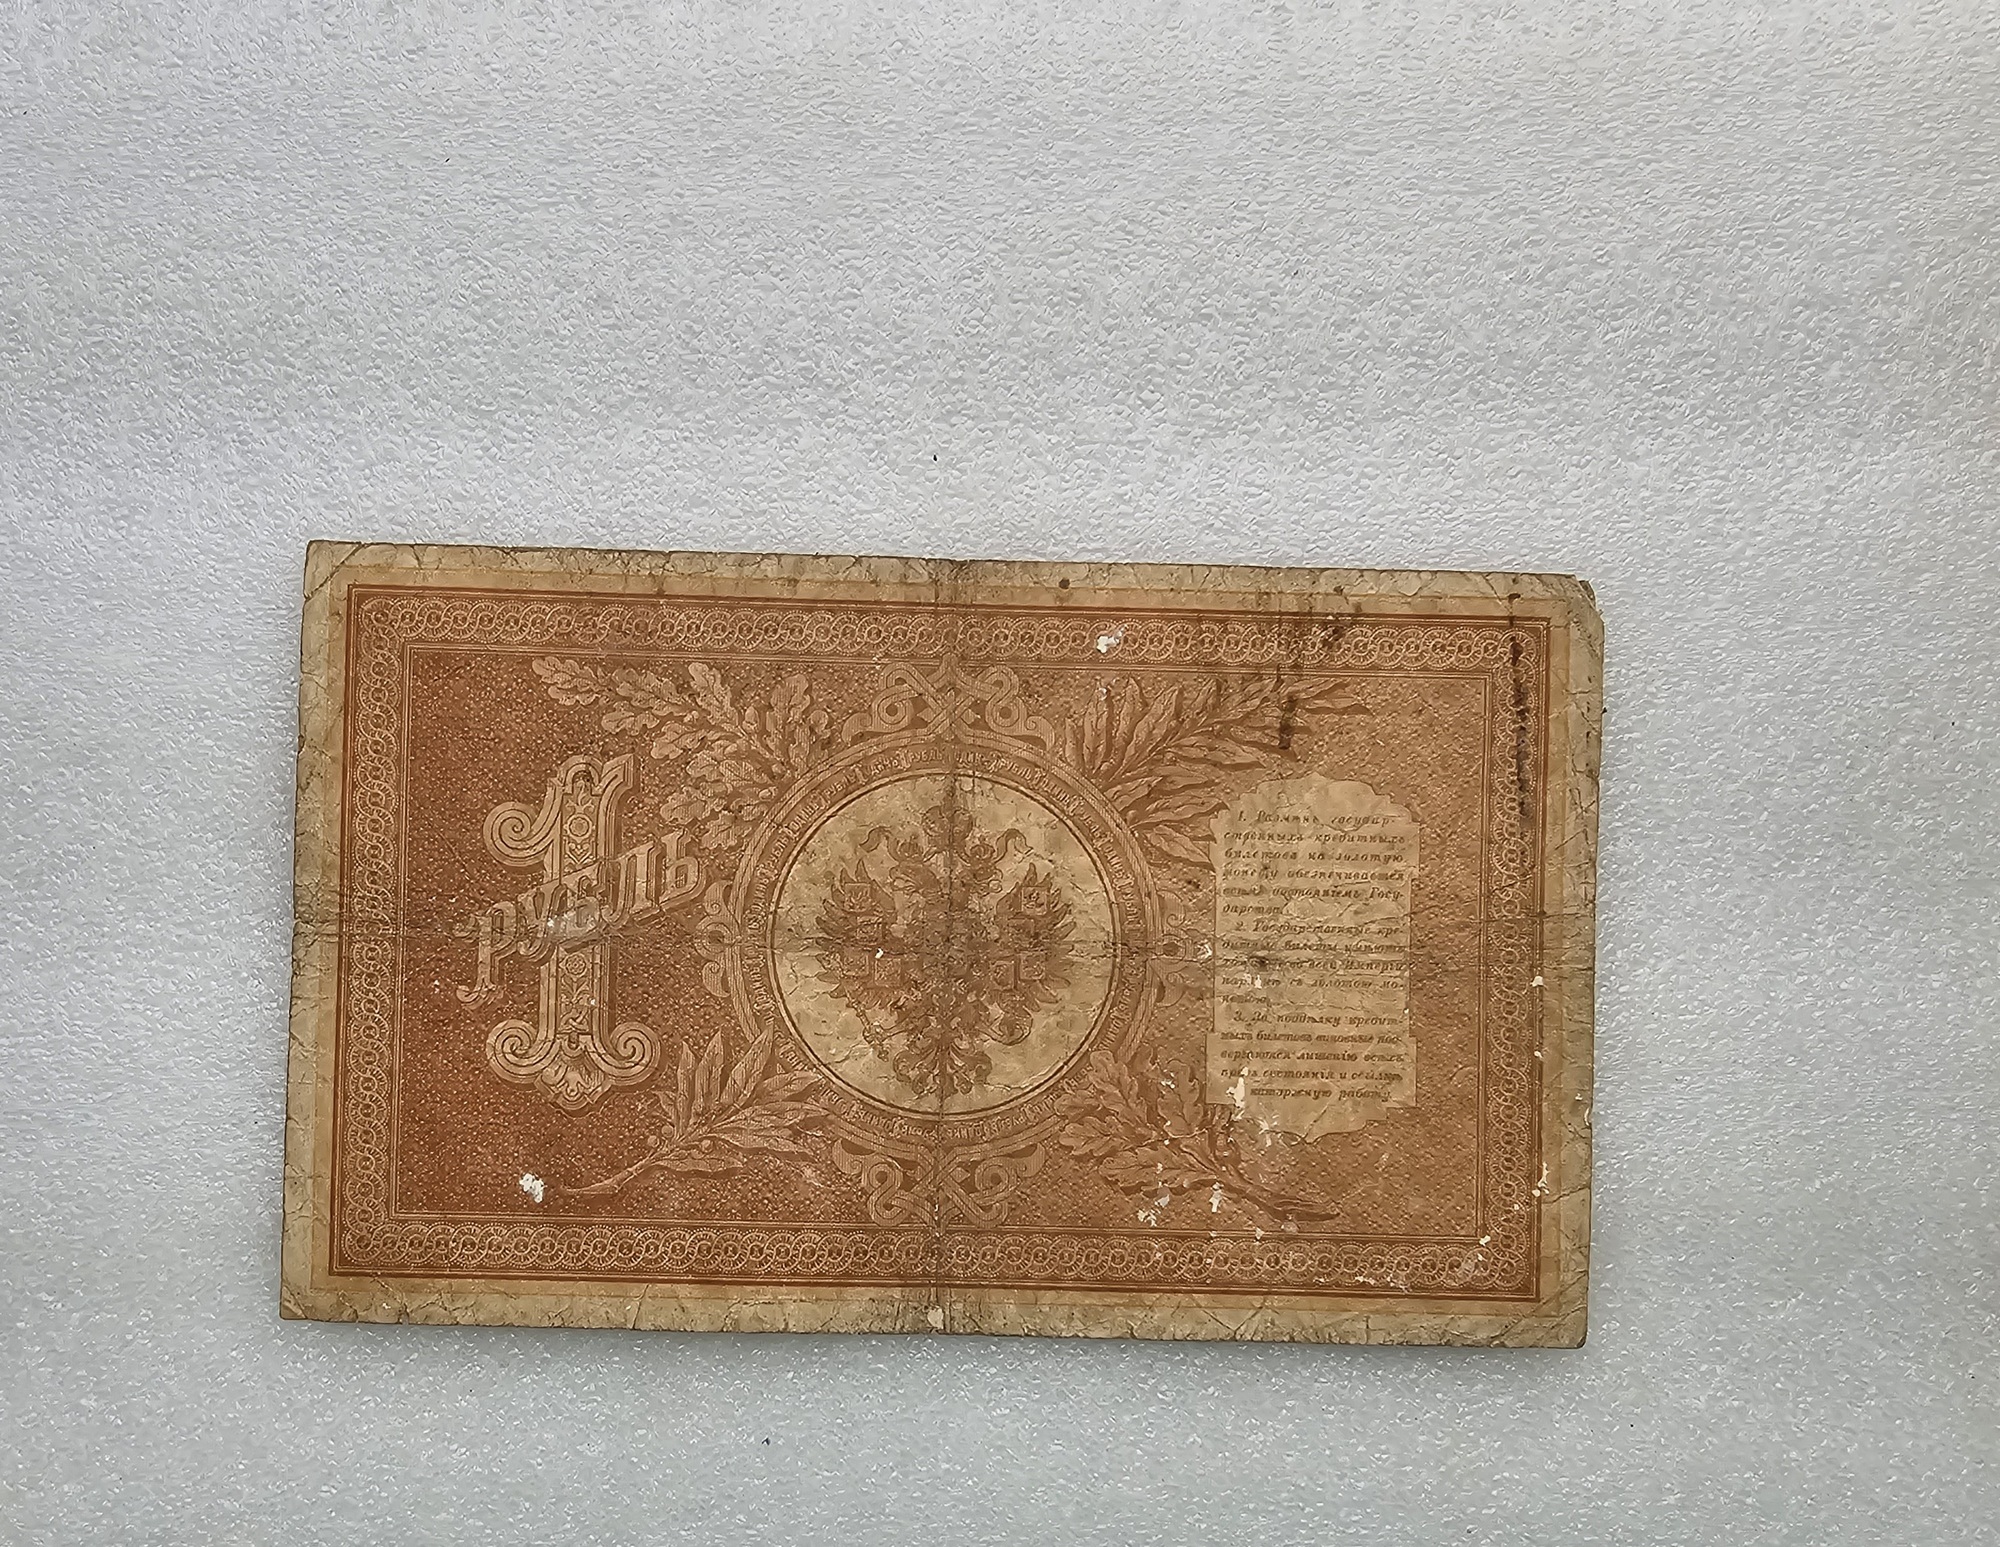 1
РУБЛЬ
1. Размѣнъ государ-
ственныхъ кредитныхъ
билетовъ на золотую
монету обезпечивается
всѣмъ достояніемъ Госу-
дарства.
2. Государственные кре-
дитные билеты имѣютъ
во всей Имперіи
наравнѣ съ золотою мо-
нетою.
3. За поддѣлку кредит-
ныхъ билетовъ виновные под-
вергаются лишенію всѣхъ
правъ состоянія и ссылкѣ
каторжную работу.